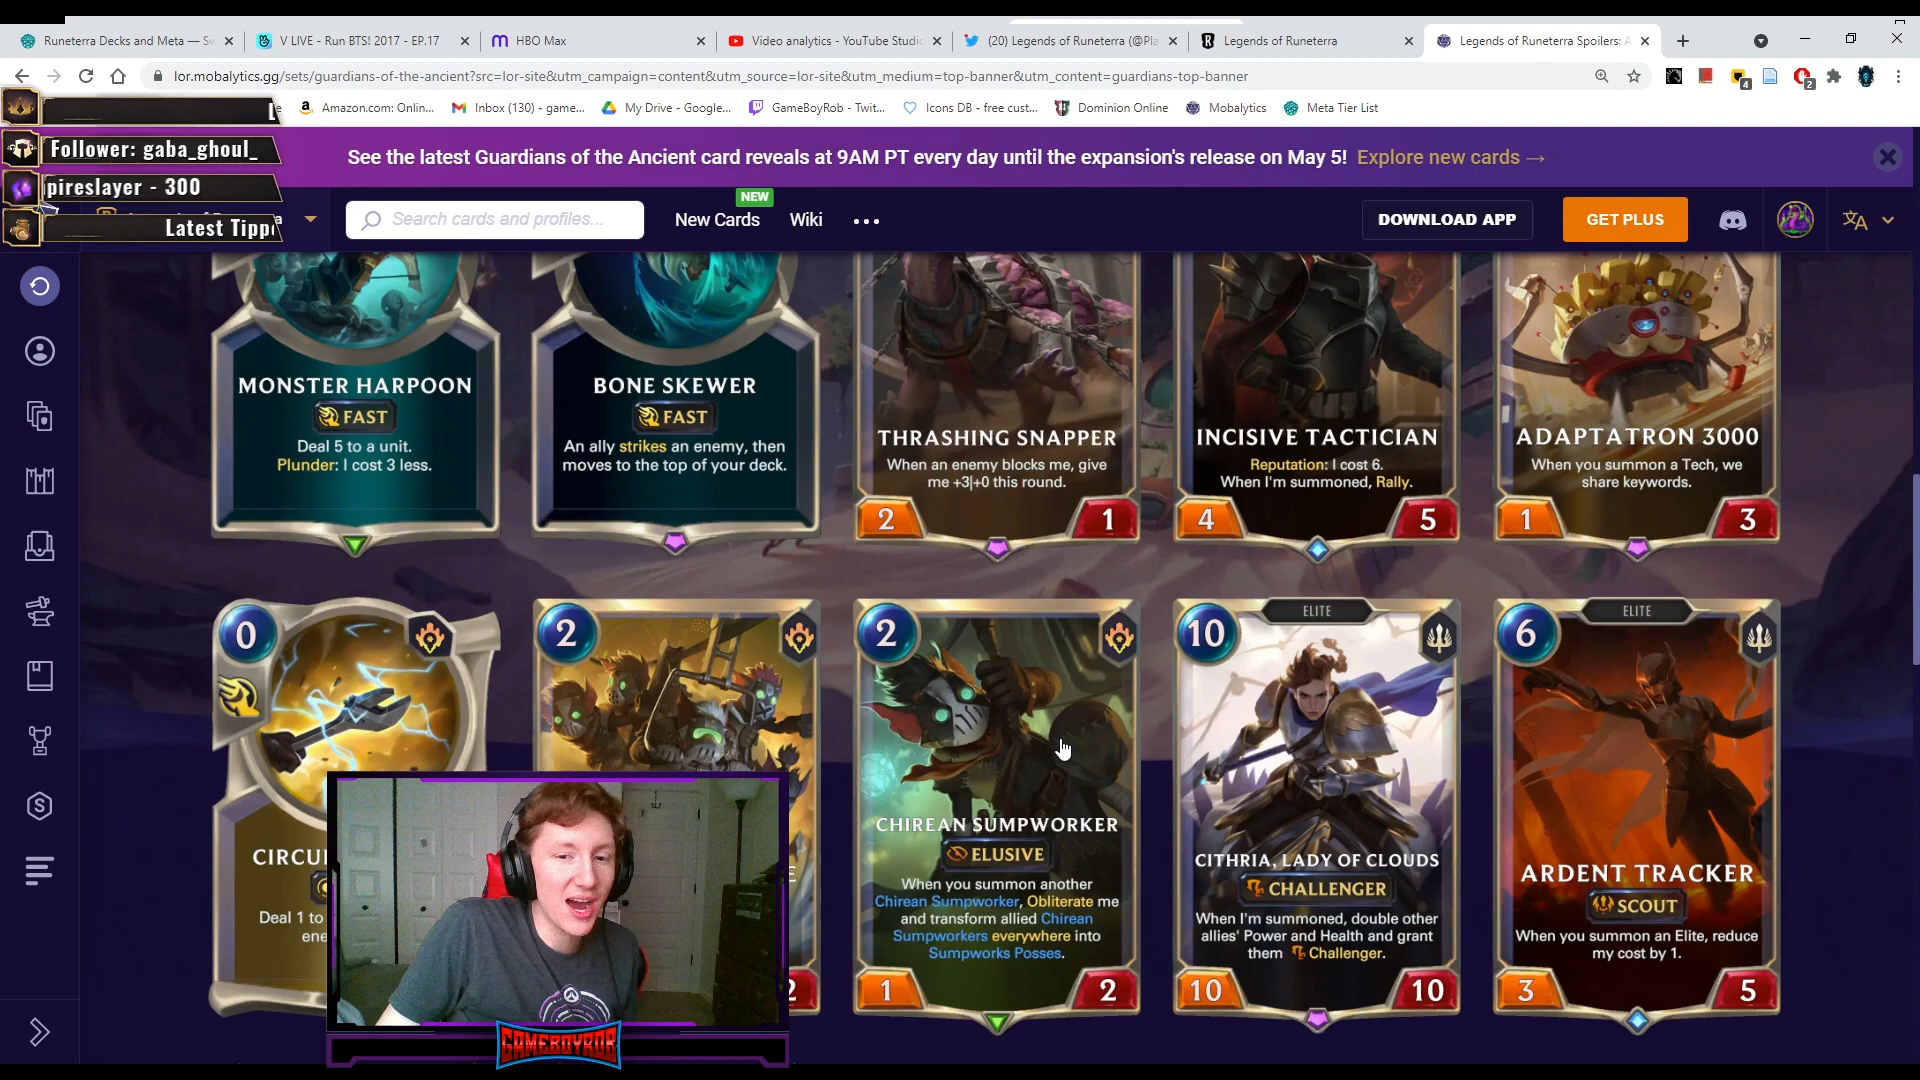 Runeterra Decks and Meta — Sw
V LIVE - Run BTS! 2017 - EP.17
HBO Max
Video analytics - YouTube Studio
(20) Legends of Runeterra (@Pla
Legends of Runeterra
Legends of Runeterra Spoilers: A
lor.mobalytics.gg/sets/guardians-of-the-ancient?src=lor-site&utm_campaign=content&utm_source=lor-site&utm_medium=top-banner&utm_content=guardians-top-banner
4
2
Amazon.com: Onlin...
Inbox (130) - game...
My Drive - Google...
GameBoyRob - Twit...
Icons DB - free cust...
Dominion Online
Mobalytics
Meta Tier List
Follower: gaba_ghoul_
pireslayer - 300
Latest Tipp
See the latest Guardians of the Ancient card reveals at 9AM PT every day until the expansion's release on May 5! Explore new cards →
Search cards and profiles...
NEW
New Cards
Wiki
DOWNLOAD APP
GET PLUS
MONSTER HARPOON
FAST
Deal 5 to a unit.
Plunder: I cost 3 less.
BONE SKEWER
FAST
An ally strikes an enemy, then
moves to the top of your deck.
THRASHING SNAPPER
When an enemy blocks me, give
me +3|+0 this round.
2
1
INCISIVE TACTICIAN
Reputation: I cost 6.
When I'm summoned, Rally.
4
5
ADAPTATRON 3000
When you summon a Tech, we
share keywords.
1
3
0
CIRCU
Deal 1 to
ene
2
E
2
2
CHIREAN SUMPWORKER
ELUSIVE
When you summon another
Chirean Sumpworker, Obliterate me
and transform allied Chirean
Sumpworkers everywhere into
Sumpworks Posses.
1
2
10
ELITE
CITHRIA, LADY OF CLOUDS
CHALLENGER
When I'm summoned, double other
allies' Power and Health and grant
them Challenger.
10
10
6
ELITE
ARDENT TRACKER
SCOUT
When you summon an Elite, reduce
my cost by 1.
3
5
GAMEBOYROB